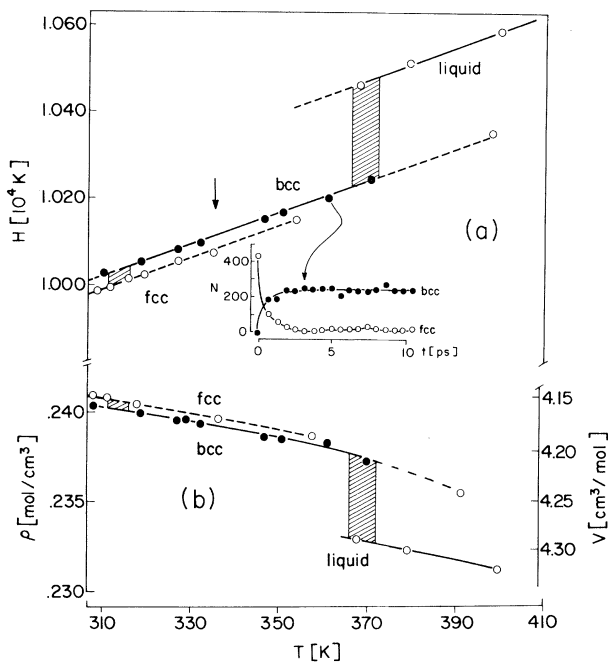 1.060
liquid
1.040
H [10⁴ K]
1.020
bcc
(a)
1.000
fcc
400
N
200
bcc
fcc
0
0 5 10
t[ps]
.240
fcc
4.15
bcc
4.20
ρ [mol/cm³]
V [cm³/mol]
.235
(b)
4.25
liquid
4.30
.230
310 330 350 370 390 410
T [K]